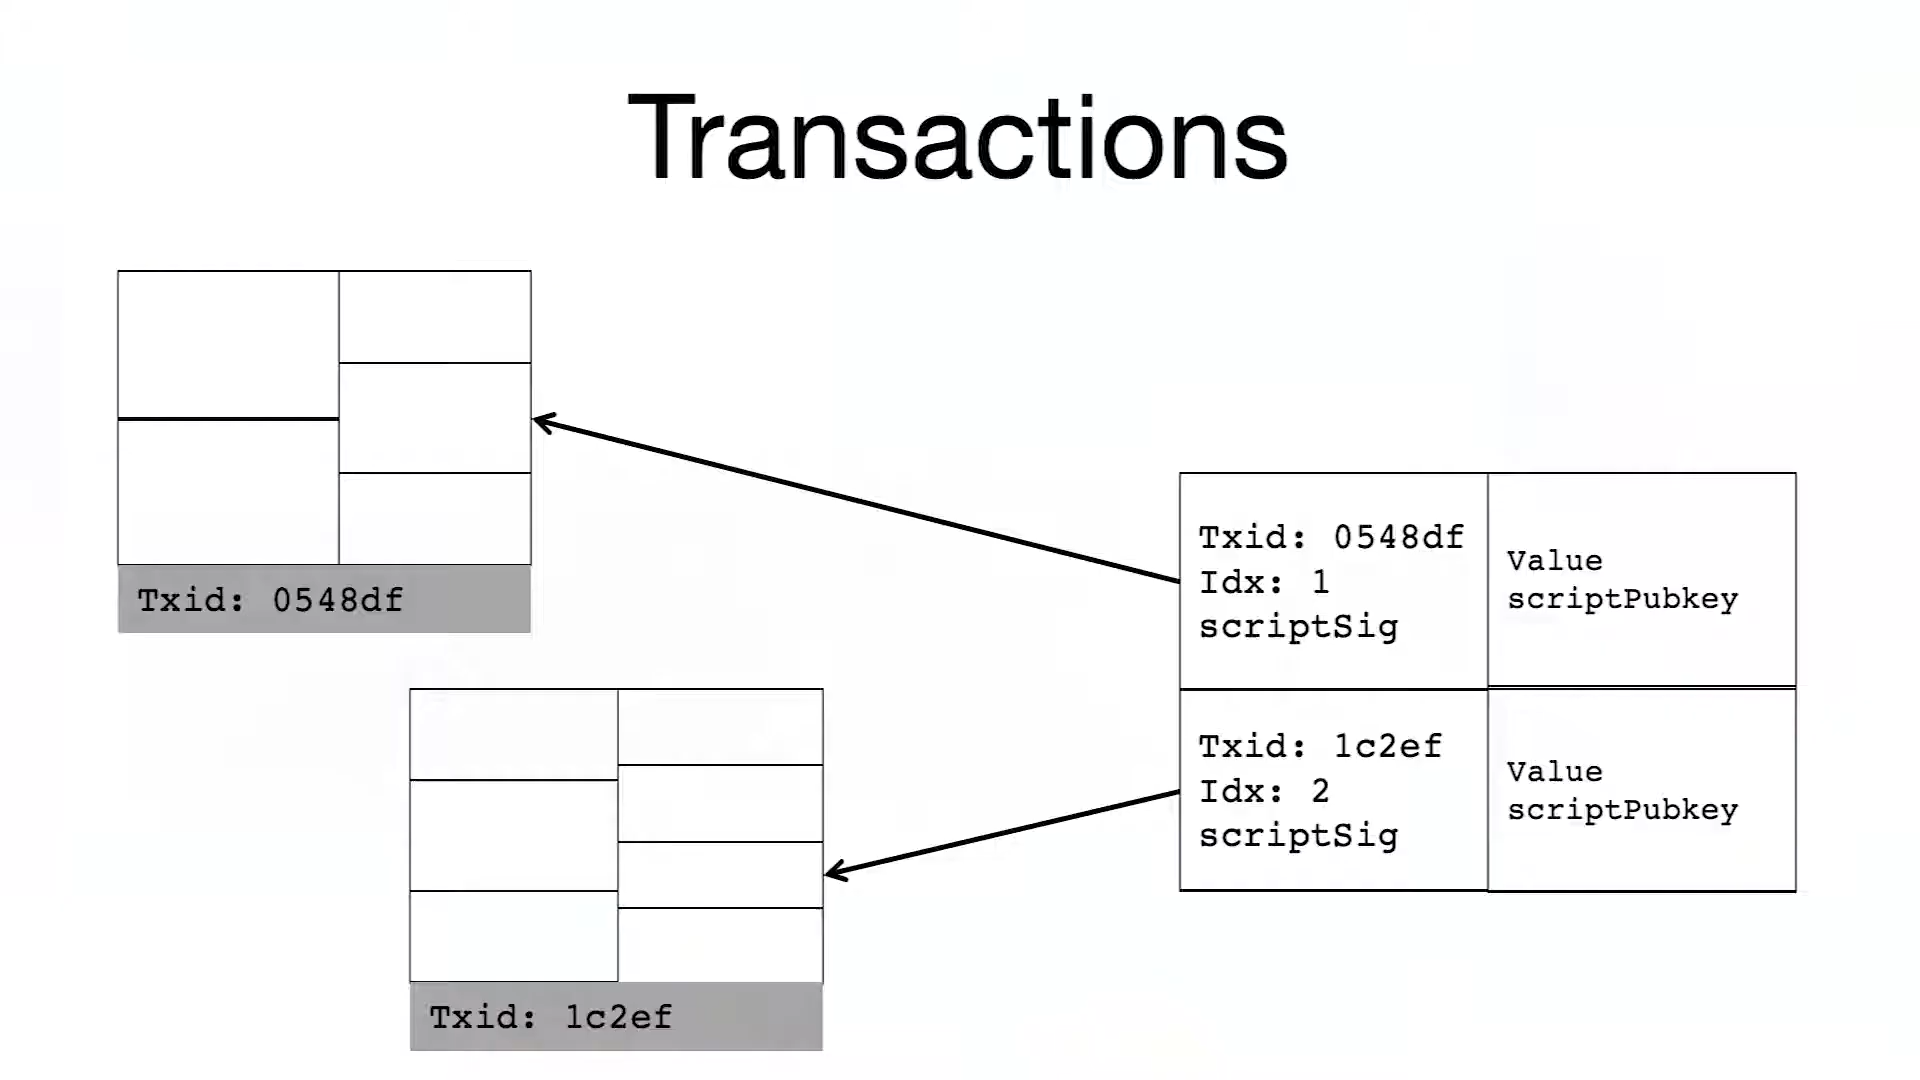 Transactions
Txid: 0548df
Txid: 1c2ef
Txid: 0548df
Idx: 1
scriptSig
Value
scriptPubkey
Txid: 1c2ef
Idx: 2
scriptSig
Value
scriptPubkey